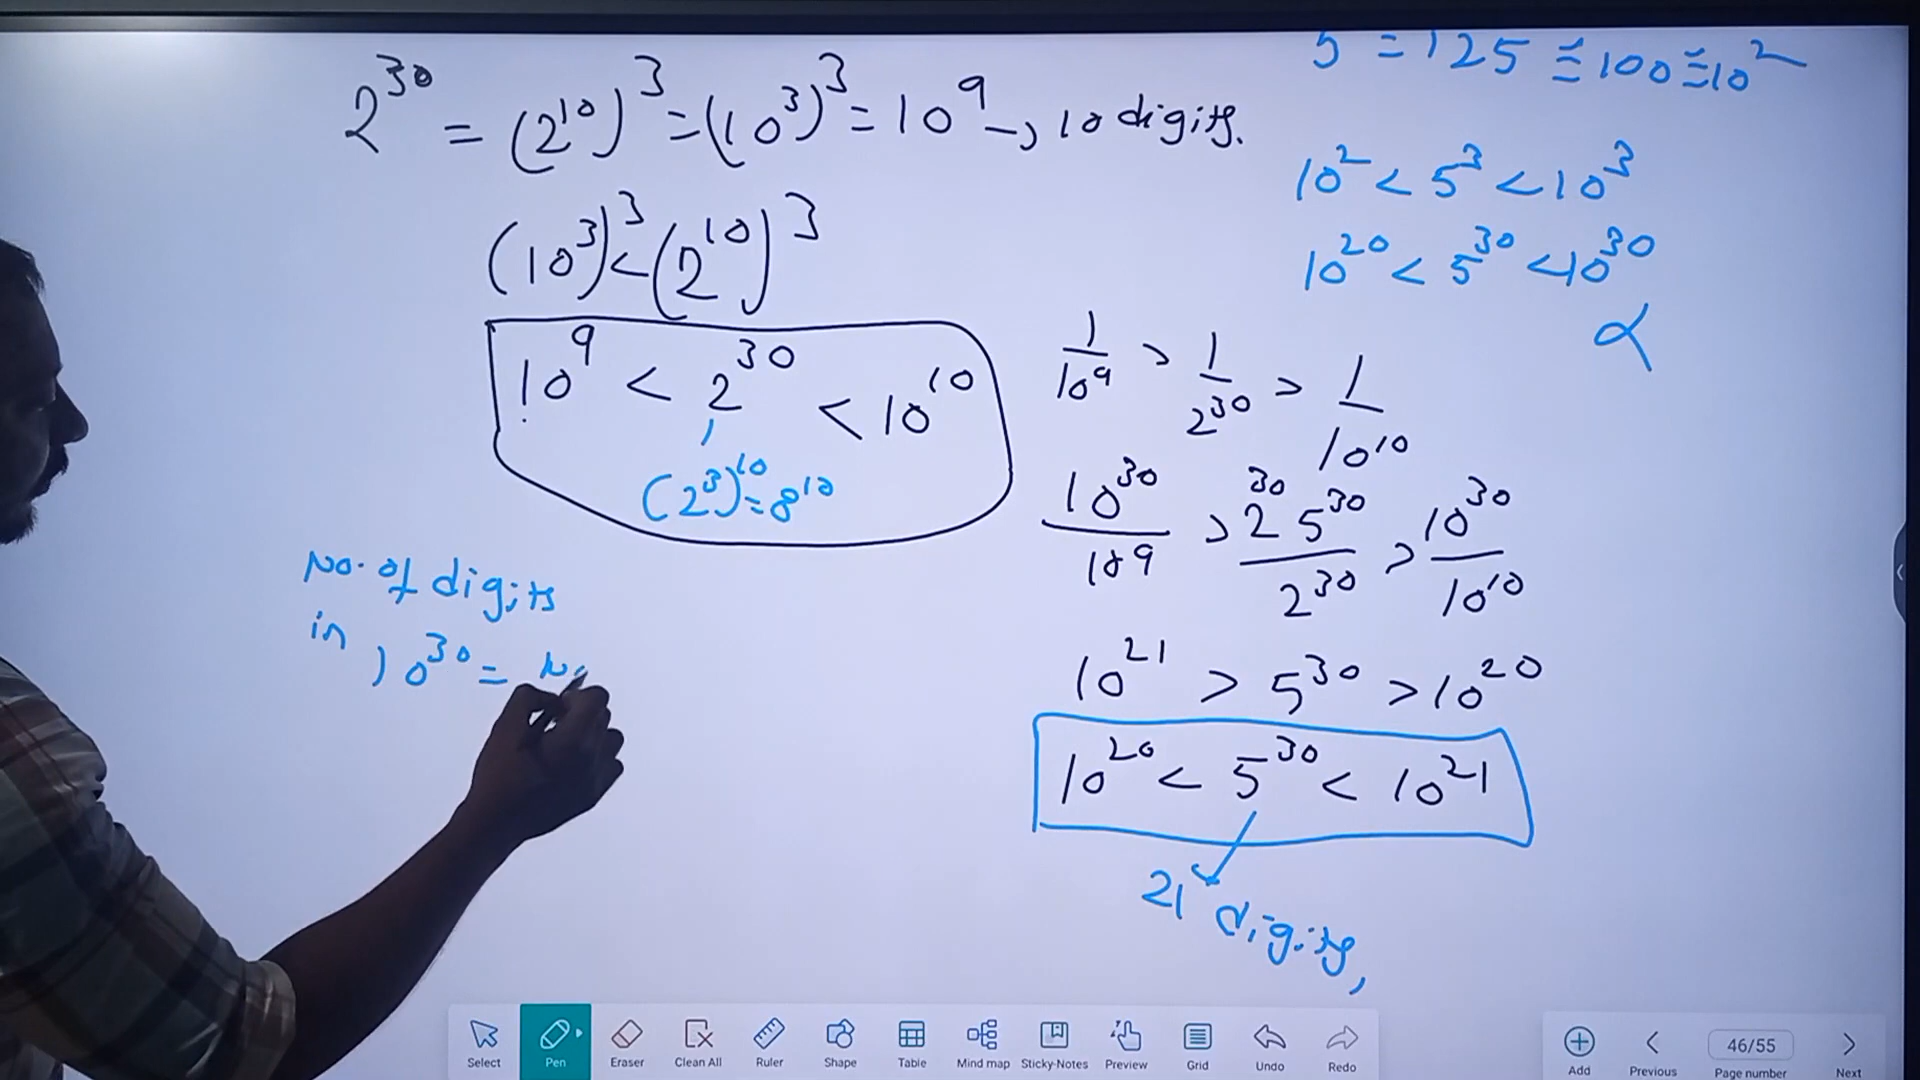 2^30 = (2^10)^3 = (10^3)^3 = 10^9 → 10 digits.
(10^3)^3 < (2^10)^3
10^9 < 2^30 < 10^10
(2^3)^10 = 8^10
No. of digits
in 10^30 = No
5 = 125 ≅ 100 ≅ 10^2
10^2 < 5^3 < 10^3
10^20 < 5^30 < 10^30
1/10^9 > 1/2^30 > 1/10^10
10^30/10^9 > 2^30 5^30/2^30 > 10^30/10^10
10^21 > 5^30 > 10^20
10^20 < 5^30 < 10^21
21 digits,
Select Pen Eraser Clean All Ruler Shape Table Mind map Sticky-Notes Preview Grid Undo Redo
46/55
Add Previous Page number Next